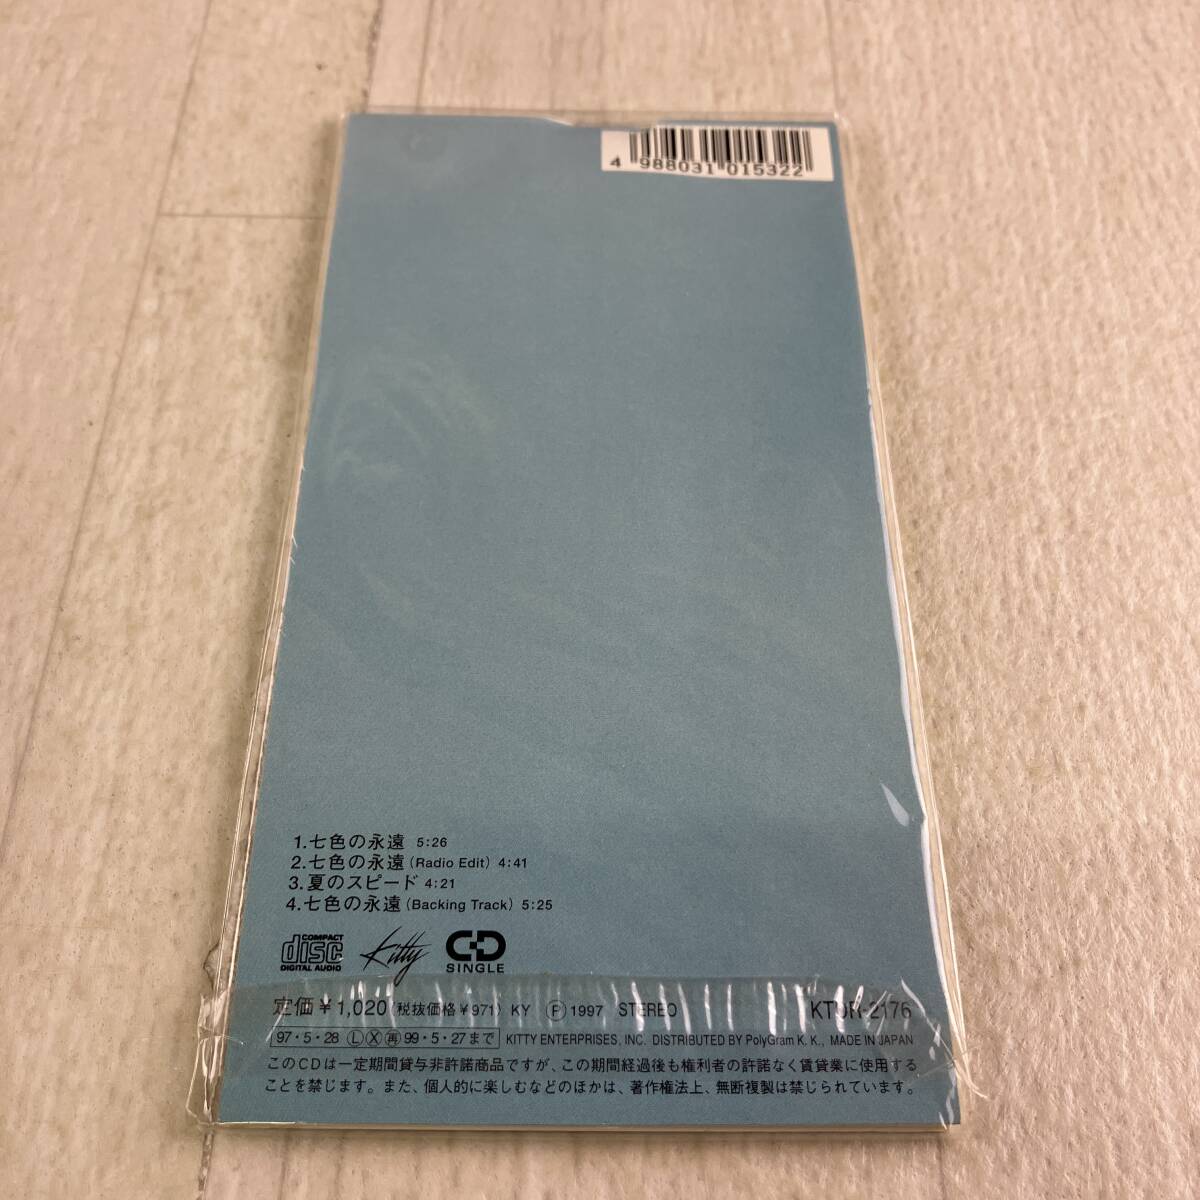 4 988031 015322
1.七色の永遠 5:26
2.七色の永遠(Radio Edit) 4:41
3.夏のスピード 4:21
4.七色の永遠(Backing Track) 5:25
COMPACT disc DIGITAL AUDIO Kitty CD SINGLE
定価¥1,020(税抜価格¥971) KY Ⓟ1997 STEREO KTDR-2176
97・5・28 Ⓛ Ⓧ �Ⓡ 99・5・27まで KITTY ENTERPRISES, INC. DISTRIBUTED BY PolyGram K. K., MADE IN JAPAN
このCDは一定期間貸与非許諾商品ですが、この期間経過後も権利者の許諾なく賃貸業に使用する
ことを禁じます。また、個人的に楽しむなどのほかは、著作権法上、無断複製は禁じられています。